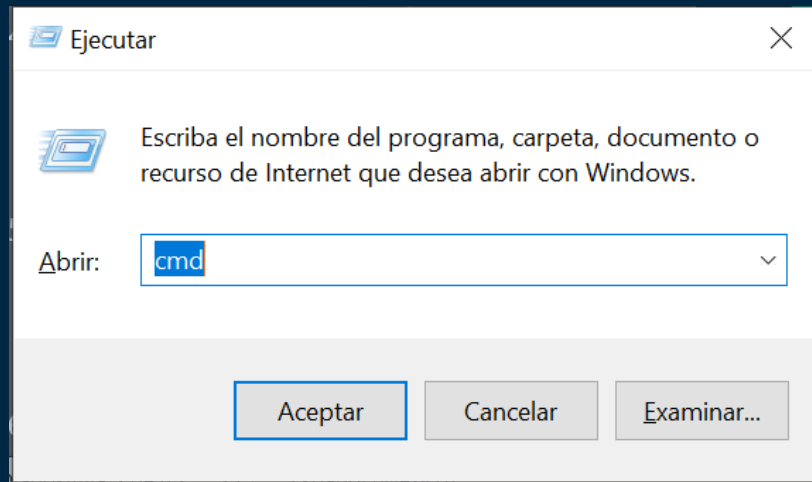 Ejecutar
Escriba el nombre del programa, carpeta, documento o
recurso de Internet que desea abrir con Windows.
Abrir:
cmd
Aceptar
Cancelar
Examinar...